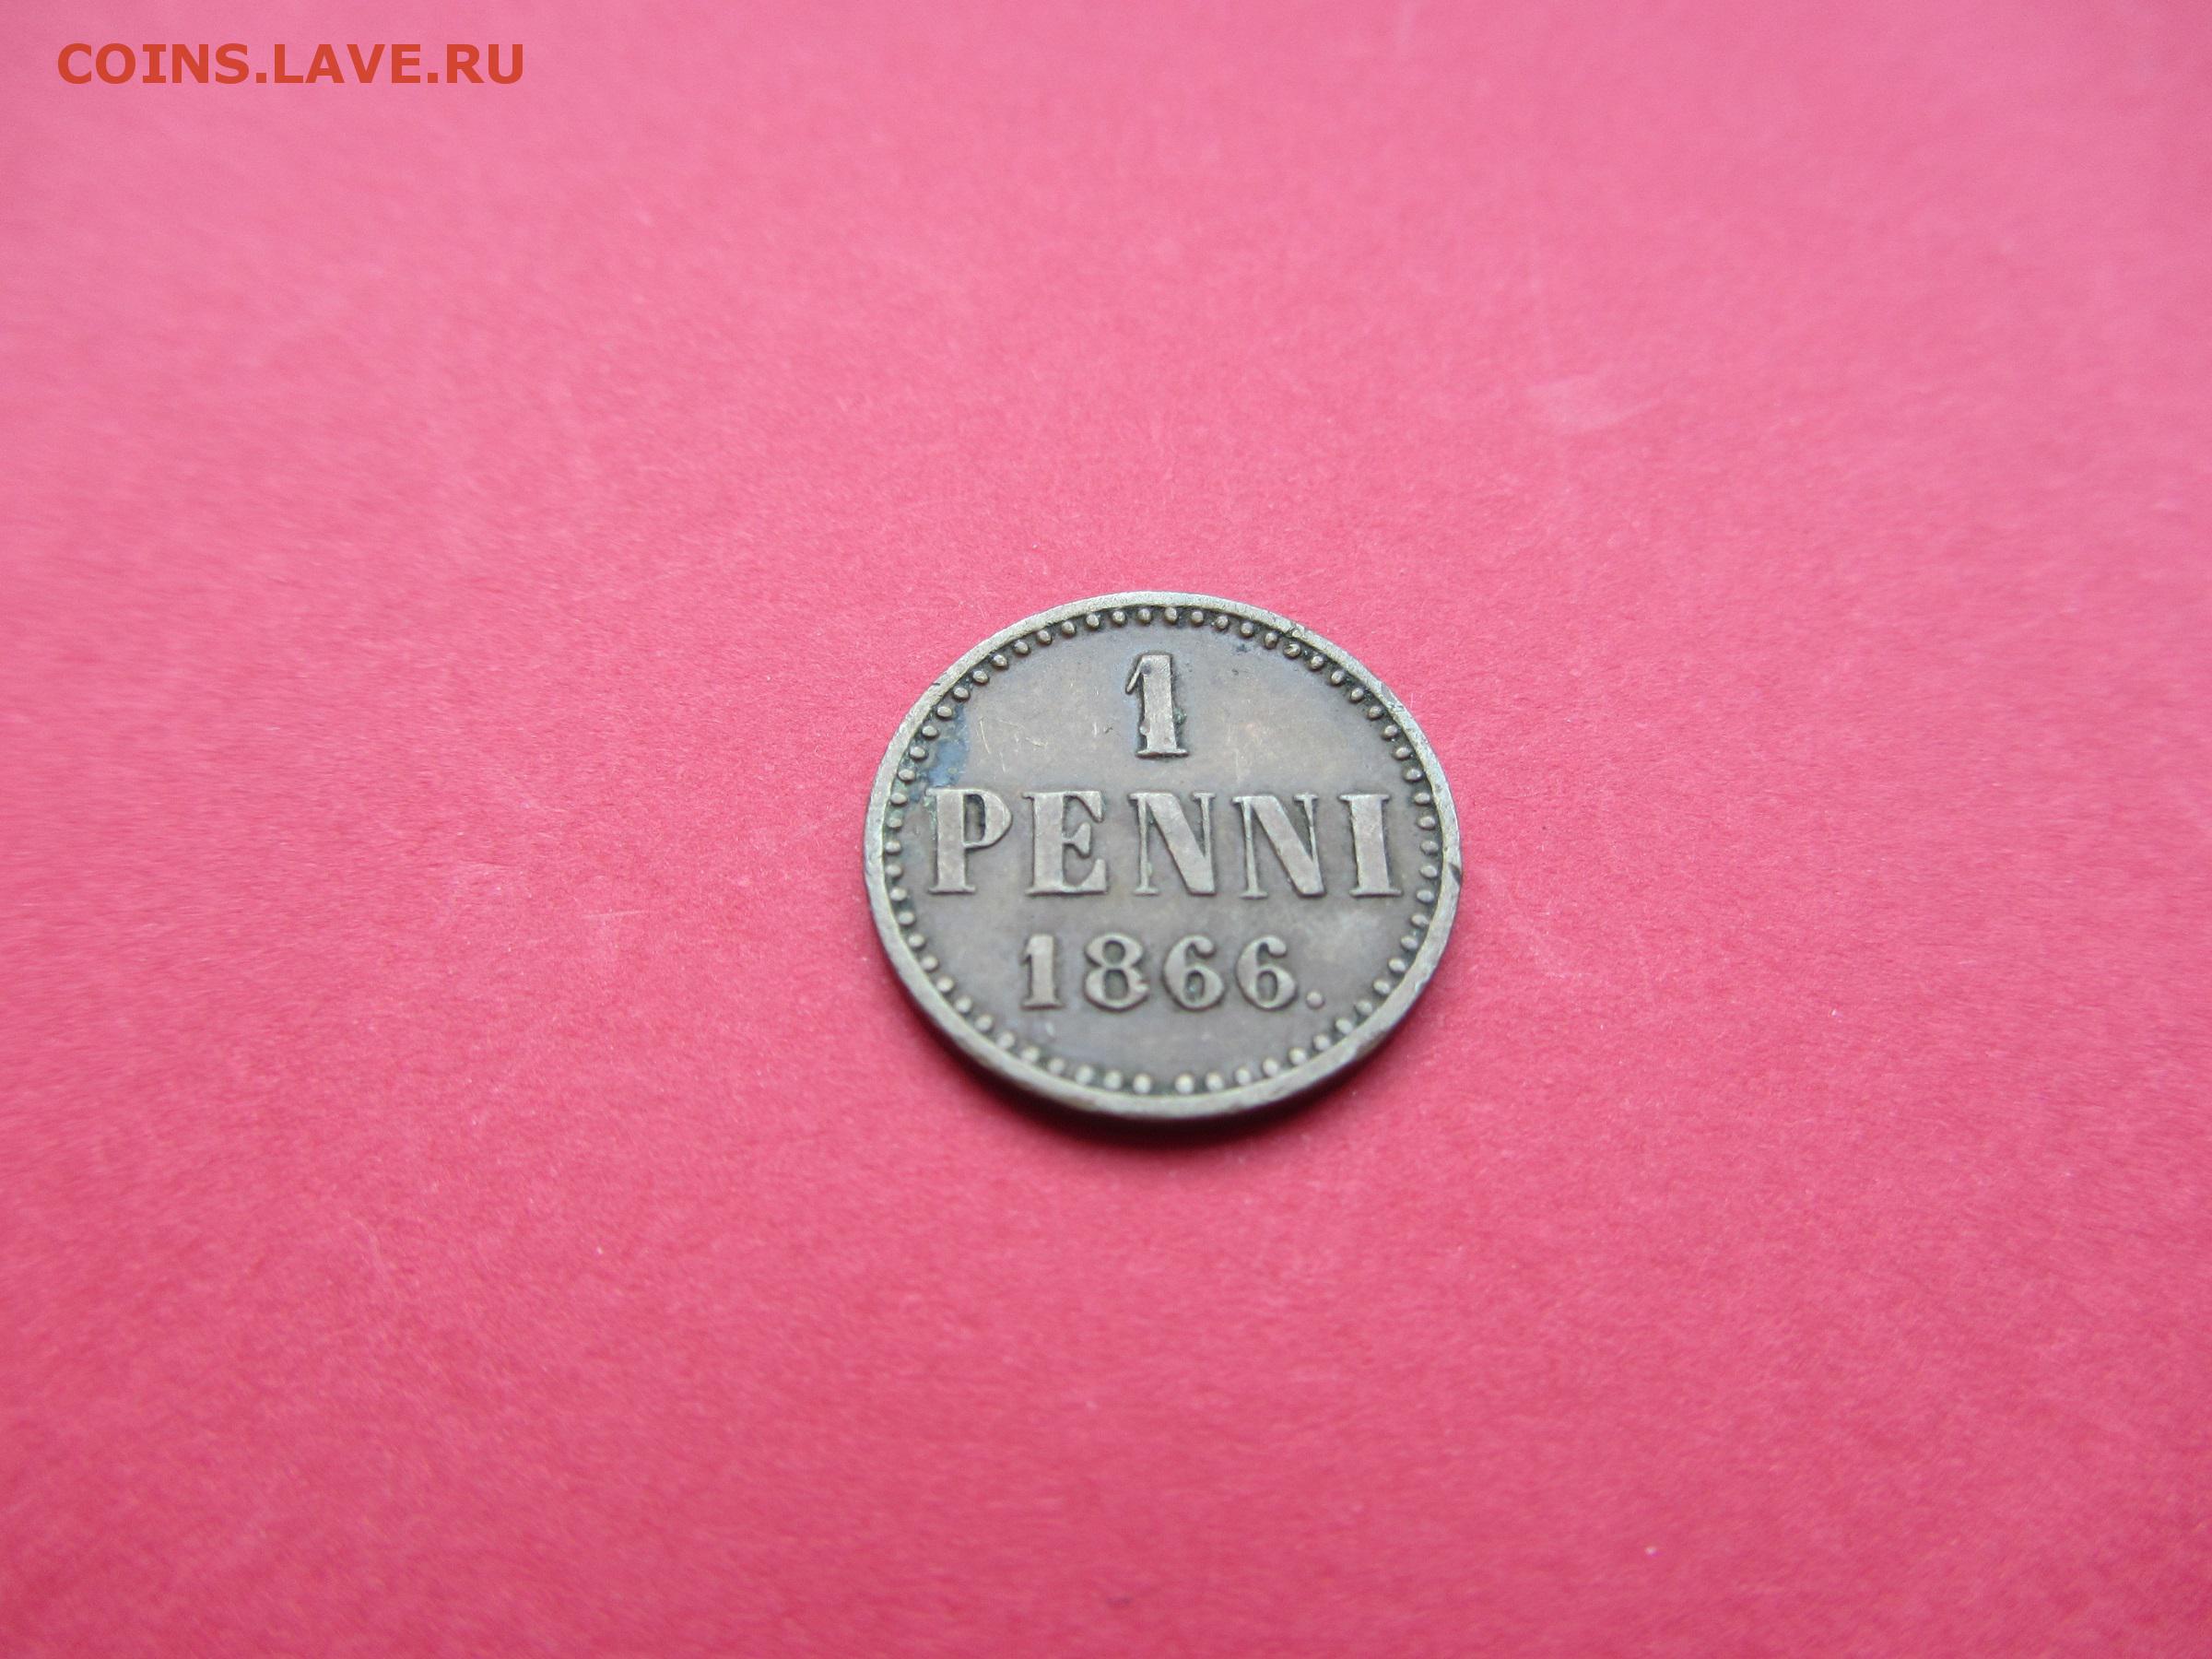 COINS.LAVE.RU
1
PENNI
1866.